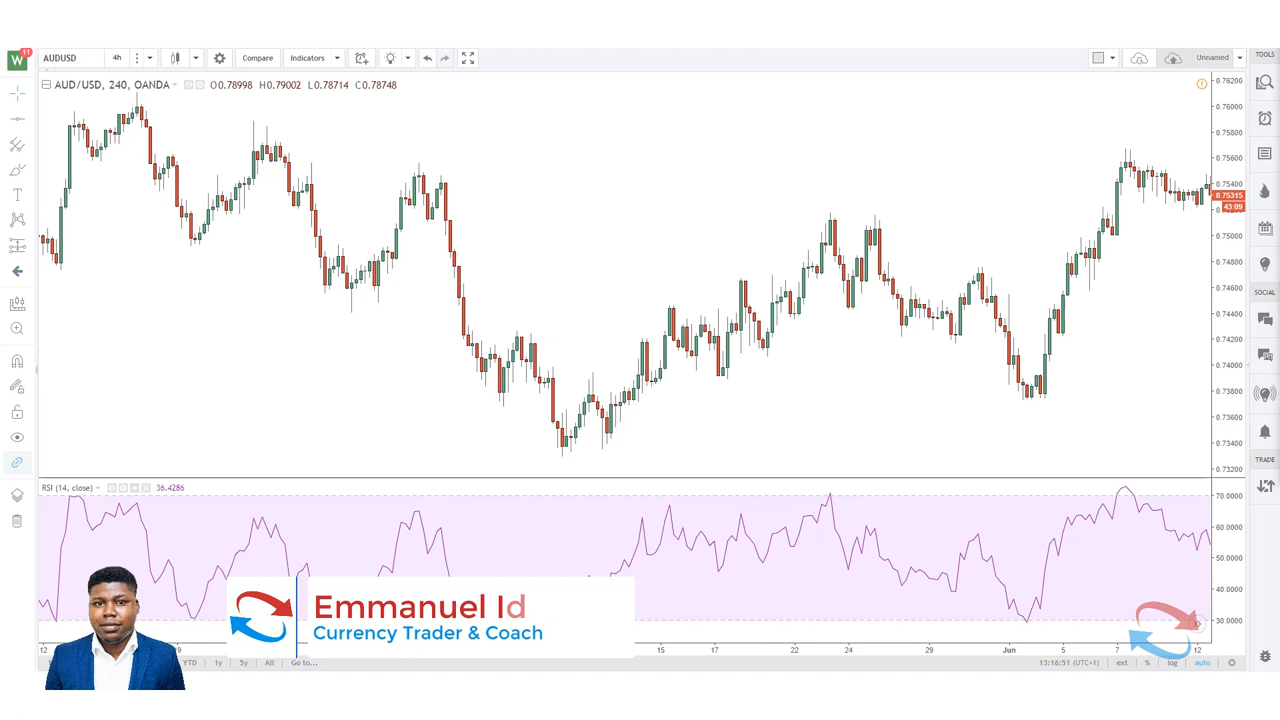 W 11 AUDUSD 4h Compare Indicators Unnamed TOOLS
AUD/USD, 240, OANDA O0.78998 H0.79002 L0.78714 C0.78748
0.76200
0.76000
0.75800
0.75600
0.75400
0.75315
43:09
0.75000
0.74800
0.74600
0.74400
0.74200
0.74000
0.73800
0.73600
0.73400
0.73200
SOCIAL
TRADE
RSI (14, close) 36.4286
70.0000
60.0000
50.0000
40.0000
30.0000
Emmanuel Id
Currency Trader & Coach
15 17 22 24 29 Jun 5 7 12
YTD 1y 5y All Go to... 13:16:51 (UTC+1) ext % log auto